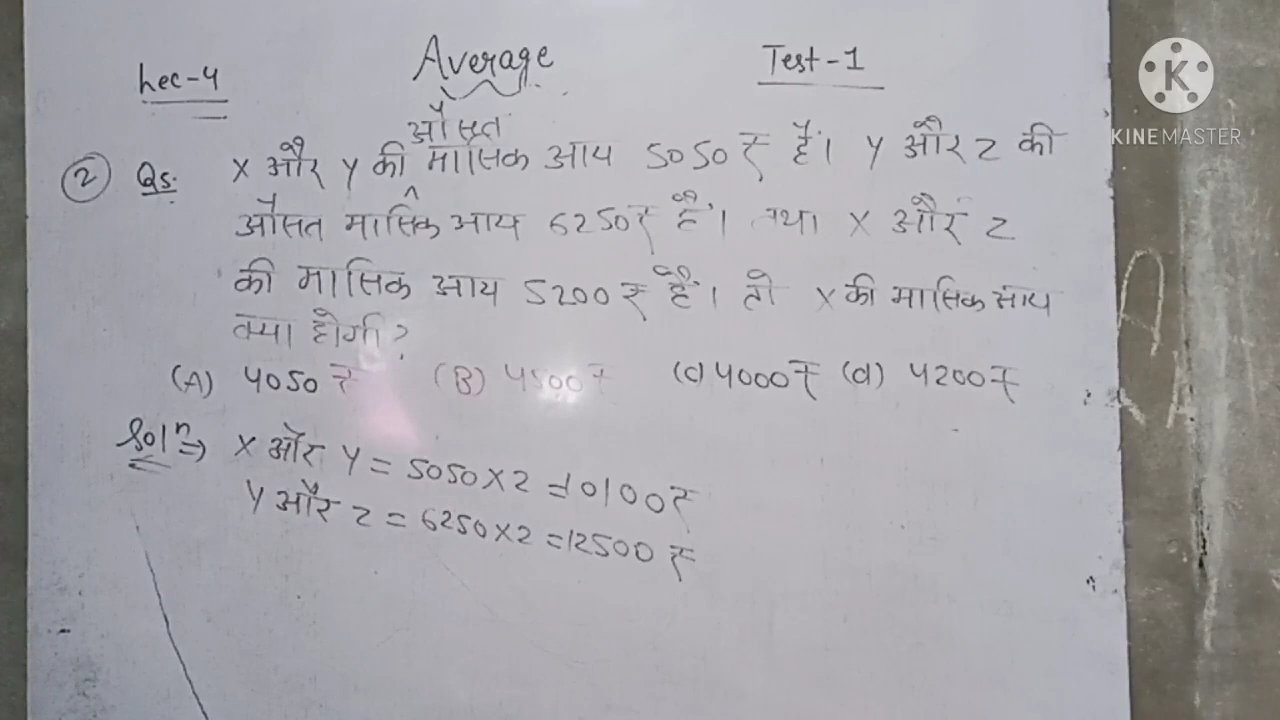 Lec-4 Average Test-1
औसत
② Qs: X और Y की मासिक आय 5050₹ है। Y और Z की
औसत मासिक आय 6250₹ है। तथा X और Z
की मासिक आय 5200₹ है। तो X की मासिक आय
क्या होगी?
(A) 4050₹ (B) 4500₹ (C) 4000₹ (d) 4200₹
Solⁿ⇒ X और Y = 5050×2 = 10100₹
Y और Z = 6250×2 = 12500₹
K
KINEMASTER